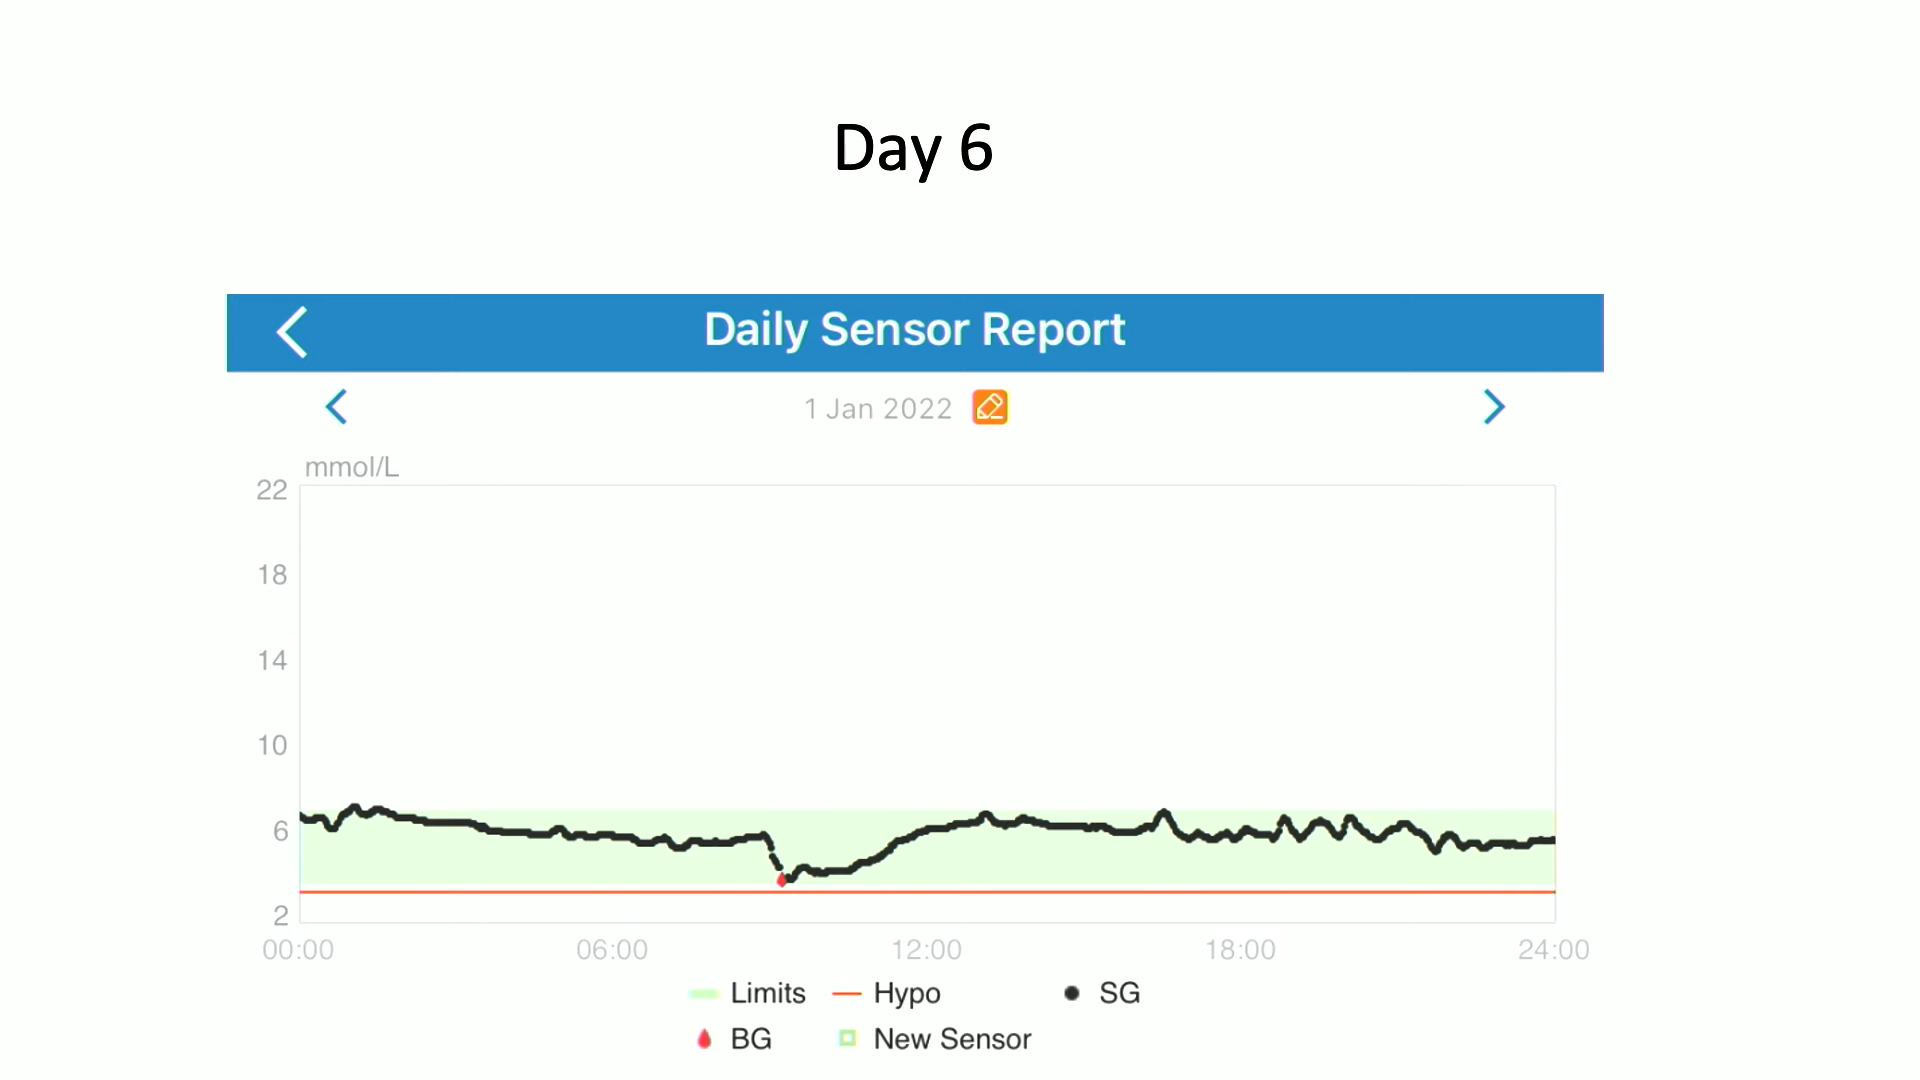 Day 6
Daily Sensor Report
1 Jan 2022
mmol/L
22
18
14
10
6
2
00:00 06:00 12:00 18:00 24:00
Limits Hypo SG
BG New Sensor